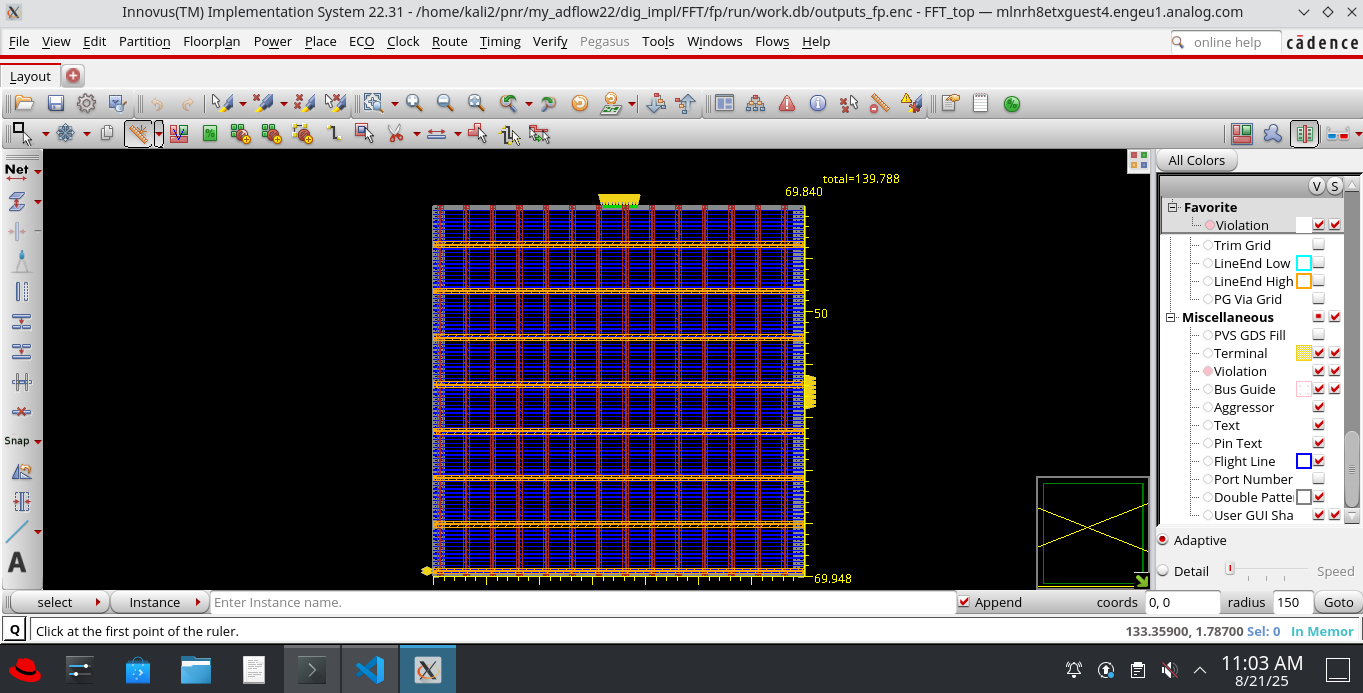 Innovus(TM) Implementation System 22.31 - /home/kali2/pnr/my_adflow22/dig_impl/FFT/fp/run/work.db/outputs_fp.enc - FFT_top — mlnrh8etxguest4.engeu1.analog.com
File View Edit Partition Floorplan Power Place ECO Clock Route Timing Verify Pegasus Tools Windows Flows Help
online help
cādence
Layout
Net
Snap
A
total=139.788
69.840
50
69.948
All Colors
V S
Favorite
Violation
Trim Grid
LineEnd Low
LineEnd High
PG Via Grid
Miscellaneous
PVS GDS Fill
Terminal
Violation
Bus Guide
Aggressor
Text
Pin Text
Flight Line
Port Number
Double Patte
User GUI Sha
Adaptive
Detail
Speed
select
Instance
Enter Instance name.
Append
coords
0, 0
radius
150
Goto
Q
Click at the first point of the ruler.
133.35900, 1.78700 Sel: 0 In Memor
11:03 AM
8/21/25